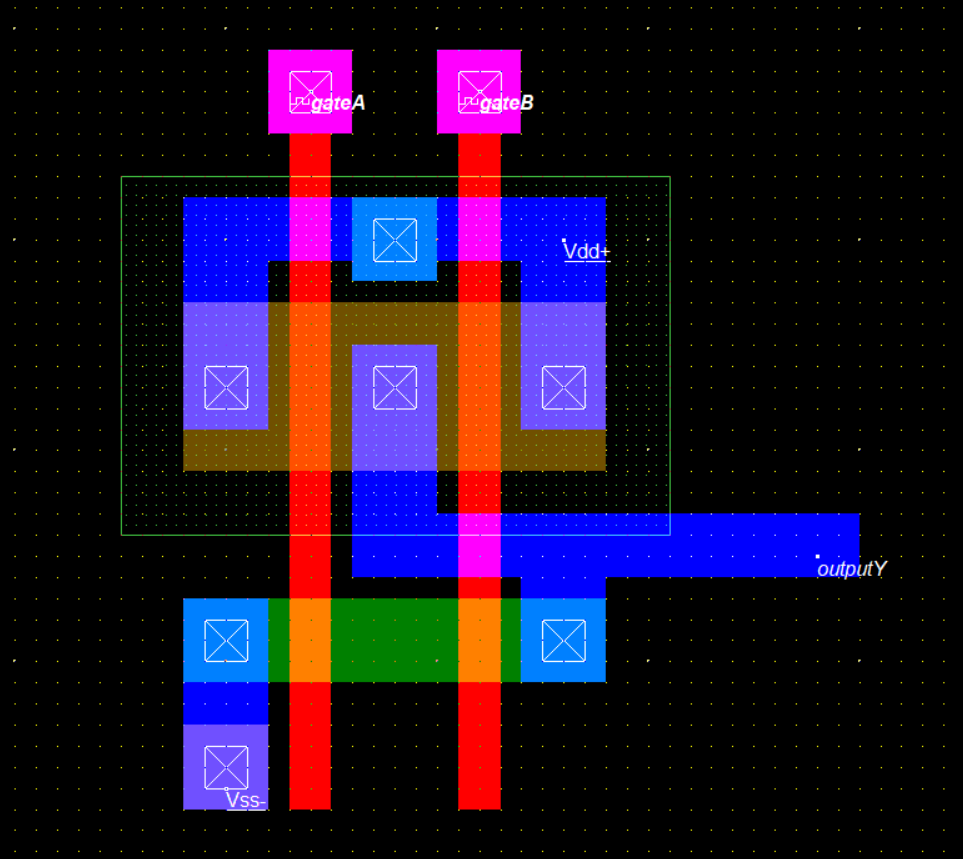 gateA
gateB
Vdd+
outputY
Vss-